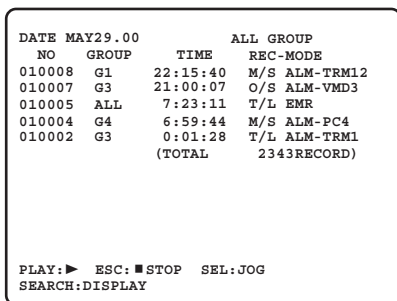 DATE MAY29.00 ALL GROUP
NO GROUP TIME REC-MODE
010008 G1 22:15:40 M/S ALM-TRM12
010007 G3 21:00:07 O/S ALM-VMD3
010005 ALL 7:23:11 T/L EMR
010004 G4 6:59:44 M/S ALM-PC4
010002 G3 0:01:28 T/L ALM-TRM1
(TOTAL 2343RECORD)
PLAY:▶ ESC:■STOP SEL:JOG
SEARCH:DISPLAY